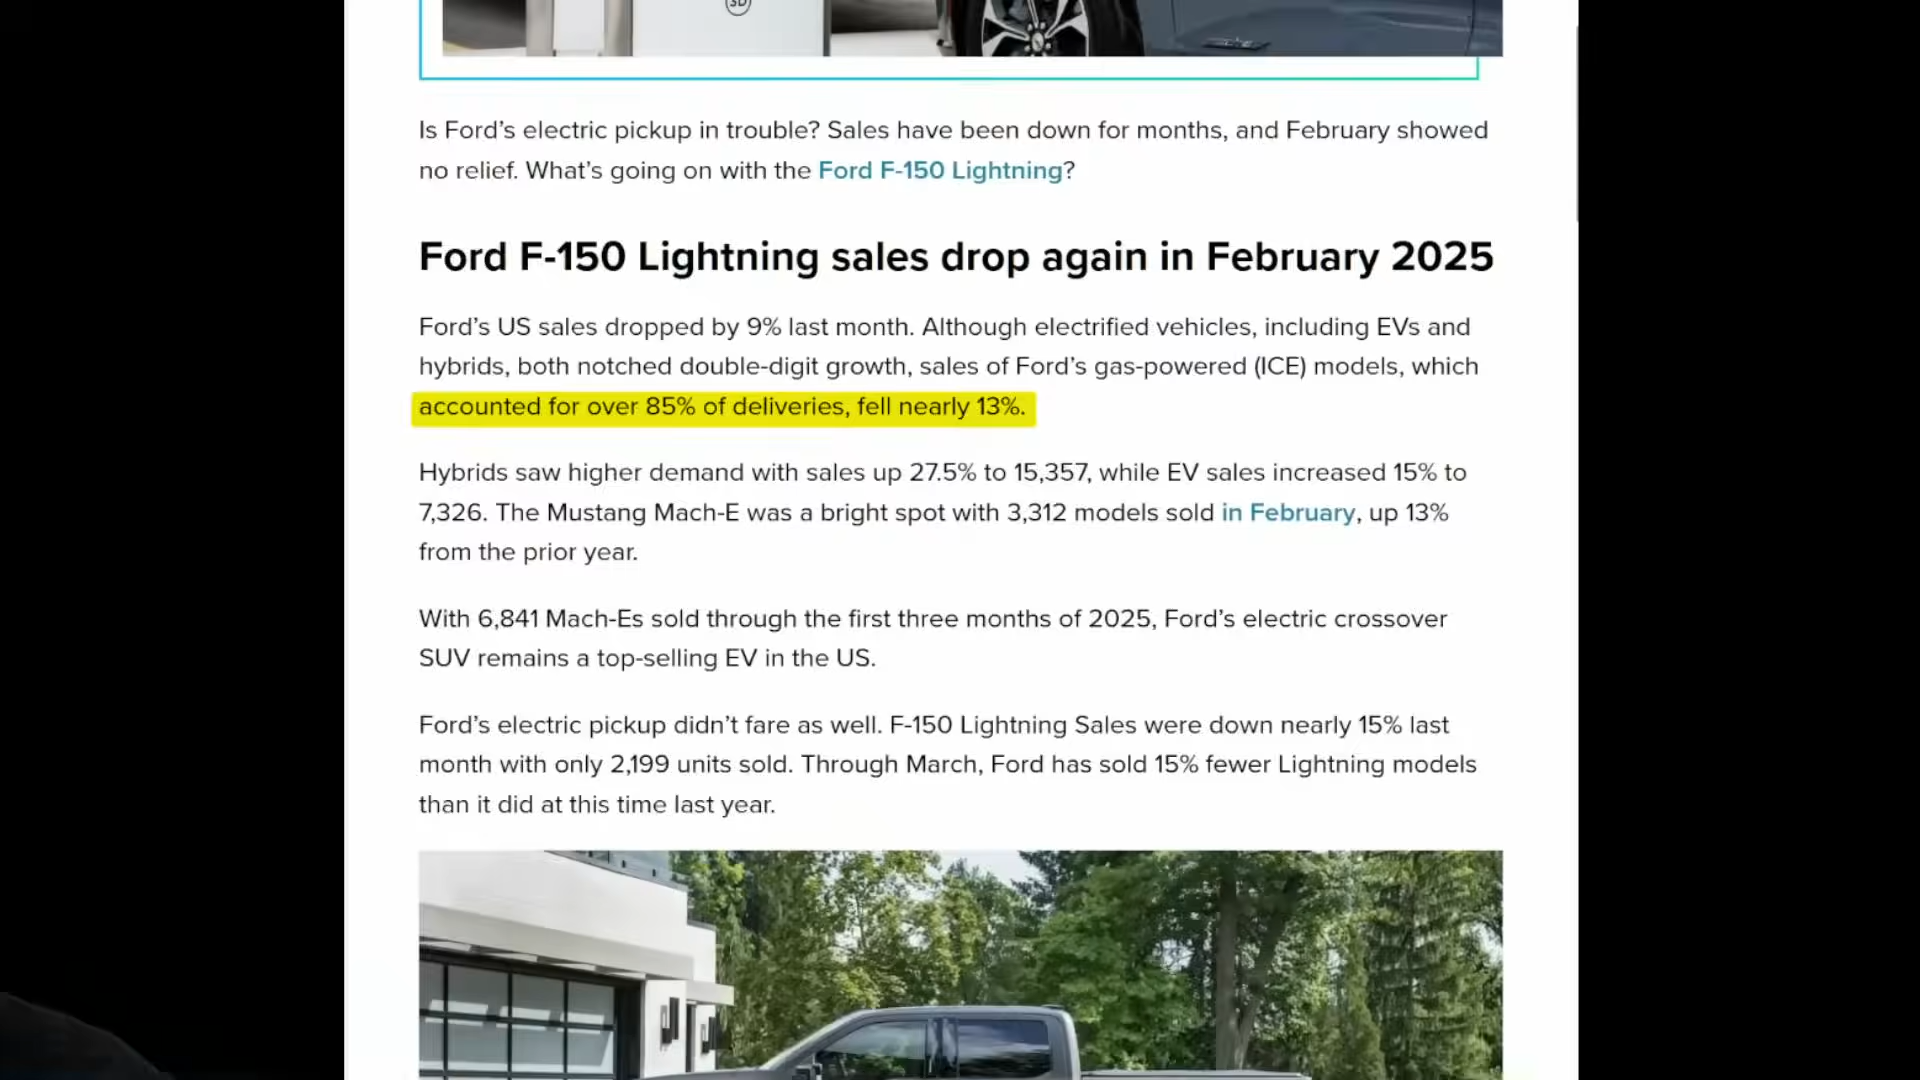 Is Ford’s electric pickup in trouble? Sales have been down for months, and February showed
no relief. What’s going on with the Ford F-150 Lightning?
Ford F-150 Lightning sales drop again in February 2025
Ford’s US sales dropped by 9% last month. Although electrified vehicles, including EVs and
hybrids, both notched double-digit growth, sales of Ford’s gas-powered (ICE) models, which
accounted for over 85% of deliveries, fell nearly 13%.
Hybrids saw higher demand with sales up 27.5% to 15,357, while EV sales increased 15% to
7,326. The Mustang Mach-E was a bright spot with 3,312 models sold in February, up 13%
from the prior year.
With 6,841 Mach-Es sold through the first three months of 2025, Ford’s electric crossover
SUV remains a top-selling EV in the US.
Ford’s electric pickup didn’t fare as well. F-150 Lightning Sales were down nearly 15% last
month with only 2,199 units sold. Through March, Ford has sold 15% fewer Lightning models
than it did at this time last year.